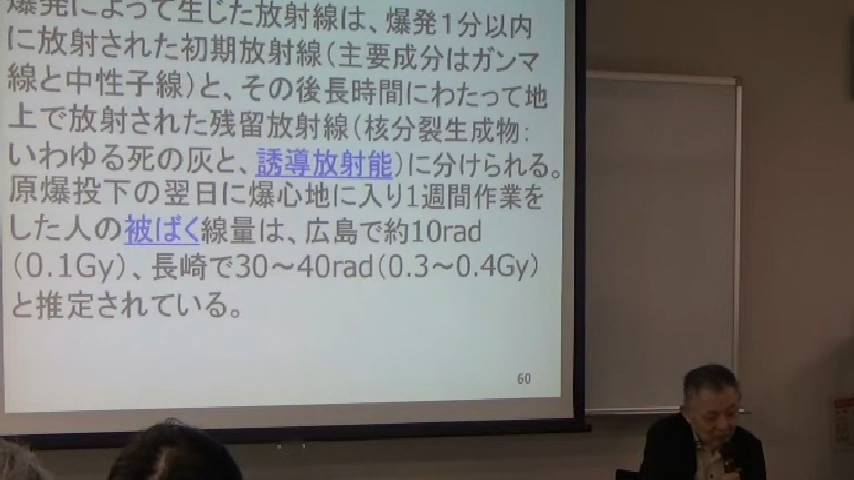 爆発によって生じた放射線は、爆発1分以内
に放射された初期放射線(主要成分はガンマ
線と中性子線)と、その後長時間にわたって地
上で放射された残留放射線(核分裂生成物:
いわゆる死の灰と、誘導放射能)に分けられる。
原爆投下の翌日に爆心地に入り1週間作業を
した人の被ばく線量は、広島で約10rad
(0.1Gy)、長崎で30～40rad(0.3～0.4Gy)
と推定されている。
60